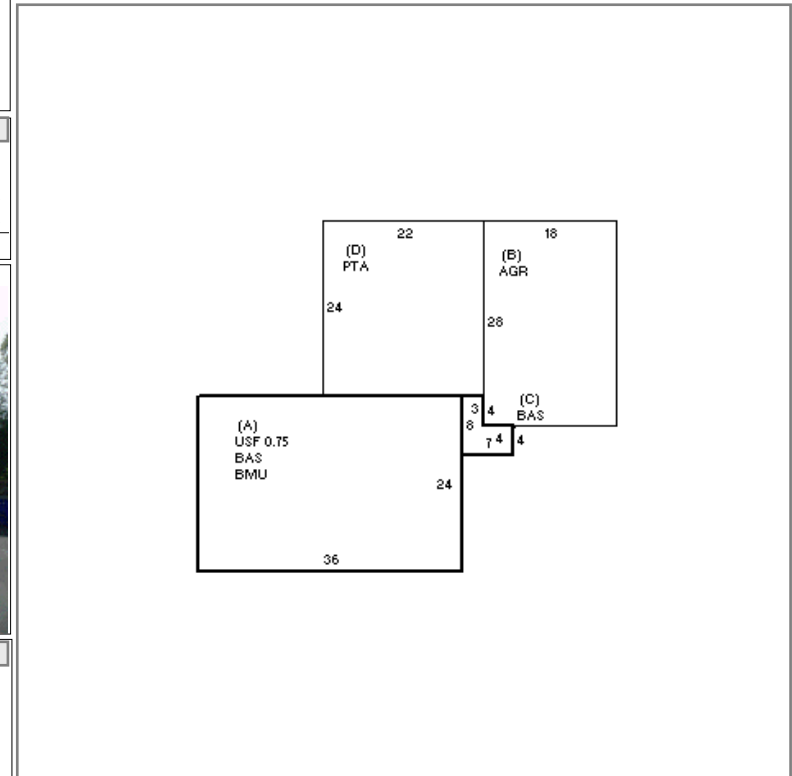 22
18
(D)
PTA
(B)
AGR
24
28
(C)
BAS
3
4
8
7
4
4
(A)
USF 0.75
BAS
BMU
24
36